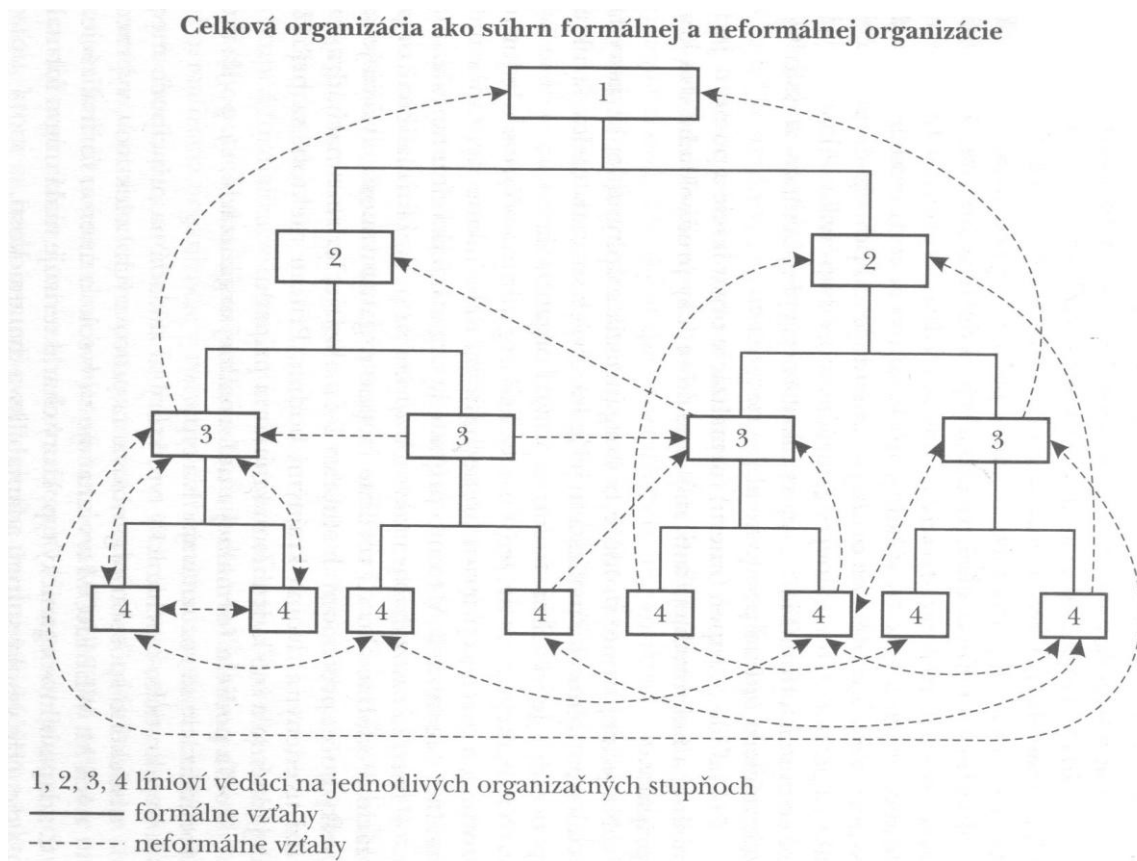 Celková organizácia ako súhrn formálnej a neformálnej organizácie
1
2 2
3 3 3 3
4 4 4 4 4 4 4 4
1, 2, 3, 4 línioví vedúci na jednotlivých organizačných stupňoch
formálne vzťahy
neformálne vzťahy